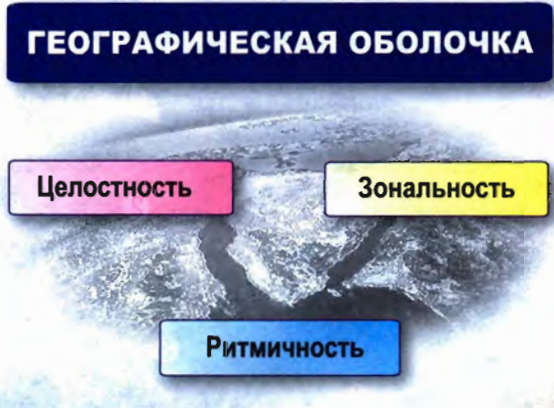 ГЕОГРАФИЧЕСКАЯ ОБОЛОЧКА
Целостность
Зональность
Ритмичность